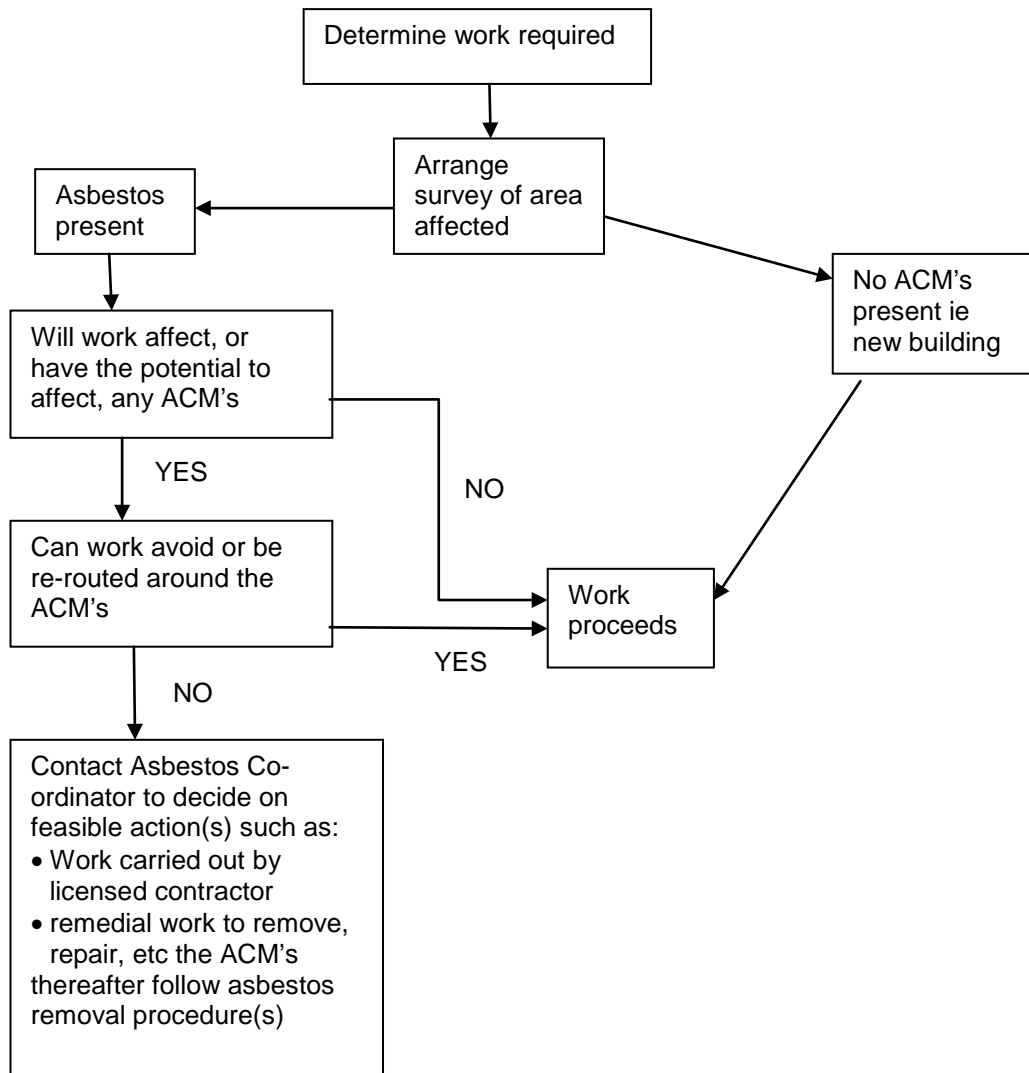 Determine work required
Arrange
survey of area
affected
Asbestos
present
No ACM's
present ie
new building
Will work affect, or
have the potential to
affect, any ACM's
YES
NO
Can work avoid or be
re-routed around the
ACM's
Work
proceeds
YES
NO
Contact Asbestos Co-
ordinator to decide on
feasible action(s) such as:
• Work carried out by
licensed contractor
• remedial work to remove,
repair, etc the ACM's
thereafter follow asbestos
removal procedure(s)